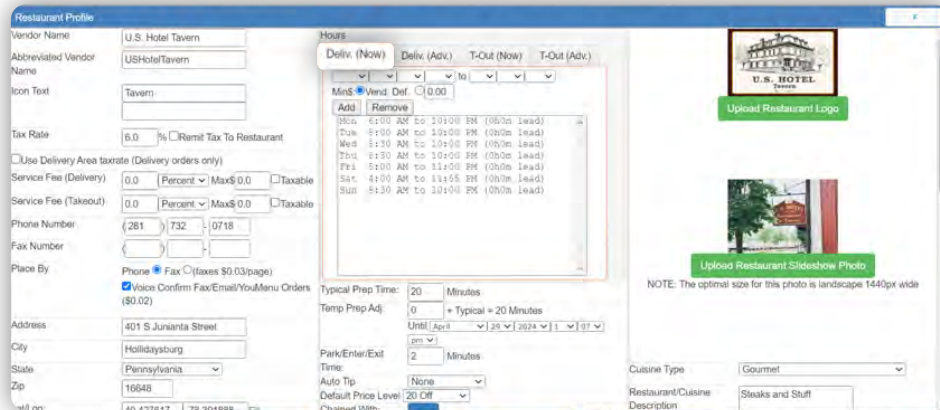 Restaurant Profile
x
Vendor Name U.S. Hotel Tavern
Abbreviated Vendor Name USHotelTavern
Icon Text Tavern
Tax Rate 6.0 % Remit Tax To Restaurant
Use Delivery Area taxrate (Delivery orders only)
Service Fee (Delivery) 0.0 Percent Max$ 0.0 Taxable
Service Fee (Takeout) 0.0 Percent Max$ 0.0 Taxable
Phone Number ( 281 ) 732 - 0718
Fax Number ( ) -
Place By Phone Fax (faxes $0.03/page)
Voice Confirm Fax/Email/YouMenu Orders
($0.02)
Address 401 S Junianta Street
City Hollidaysburg
State Pennsylvania
Zip 16648
Hours
Deliv. (Now) Deliv. (Adv.) T-Out (Now) T-Out (Adv.)
to
Min$ Vend. Def. 0.00
Add Remove
Mon 6:00 AM to 10:00 PM (0h0m lead)
Tue 8:00 AM to 10:00 PM (0h0m lead)
Wed 8:30 AM to 10:00 PM (0h0m lead)
Thu 8:30 AM to 10:00 PM (0h0m lead)
Fri 8:00 AM to 11:00 PM (0h0m lead)
Sat 4:00 AM to 11:55 PM (0h0m lead)
Sun 8:30 AM to 10:00 PM (0h0m lead)
Typical Prep Time: 20 Minutes
Temp Prep Adj: 0 + Typical = 20 Minutes
Until April 29 2024 1 07
pm
Park/Enter/Exit Time: 2 Minutes
Auto Tip None
Default Price Level 20 Off
Chained With:
U.S. HOTEL
Tavern
Upload Restaurant Logo
Upload Restaurant Slideshow Photo
NOTE: The optimal size for this photo is landscape 1440px wide
Cuisine Type Gourmet
Restaurant/Cuisine Description Steaks and Stuff